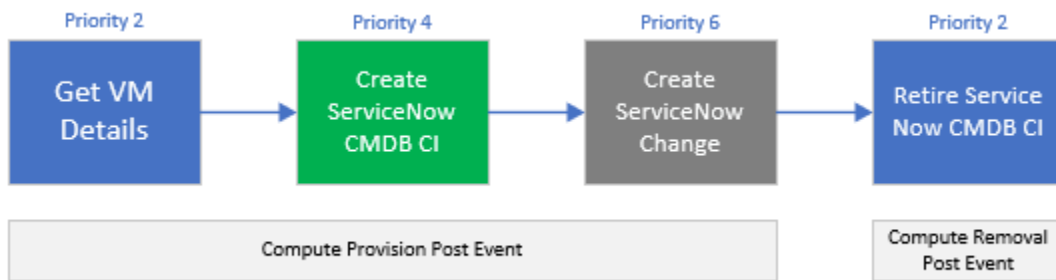 Priority 2
Priority 4
Priority 6
Priority 2
Get VM
Details
Create
ServiceNow
CMDB CI
Create
ServiceNow
Change
Retire Service
Now CMDB CI
Compute Provision Post Event
Compute Removal
Post Event